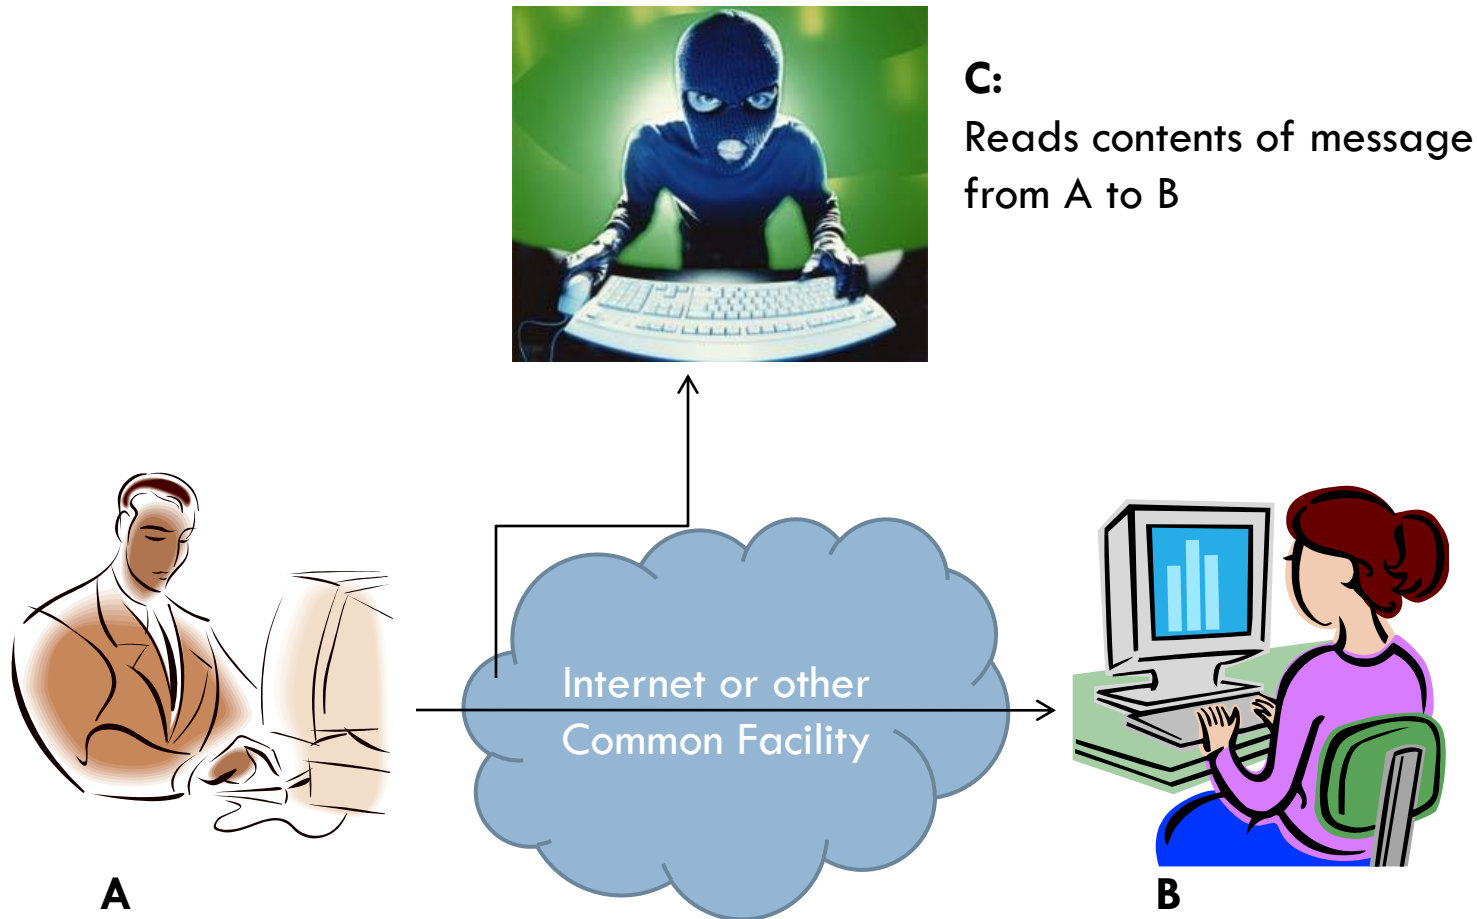 C:
Reads contents of message
from A to B
Internet or other
Common Facility
A
B